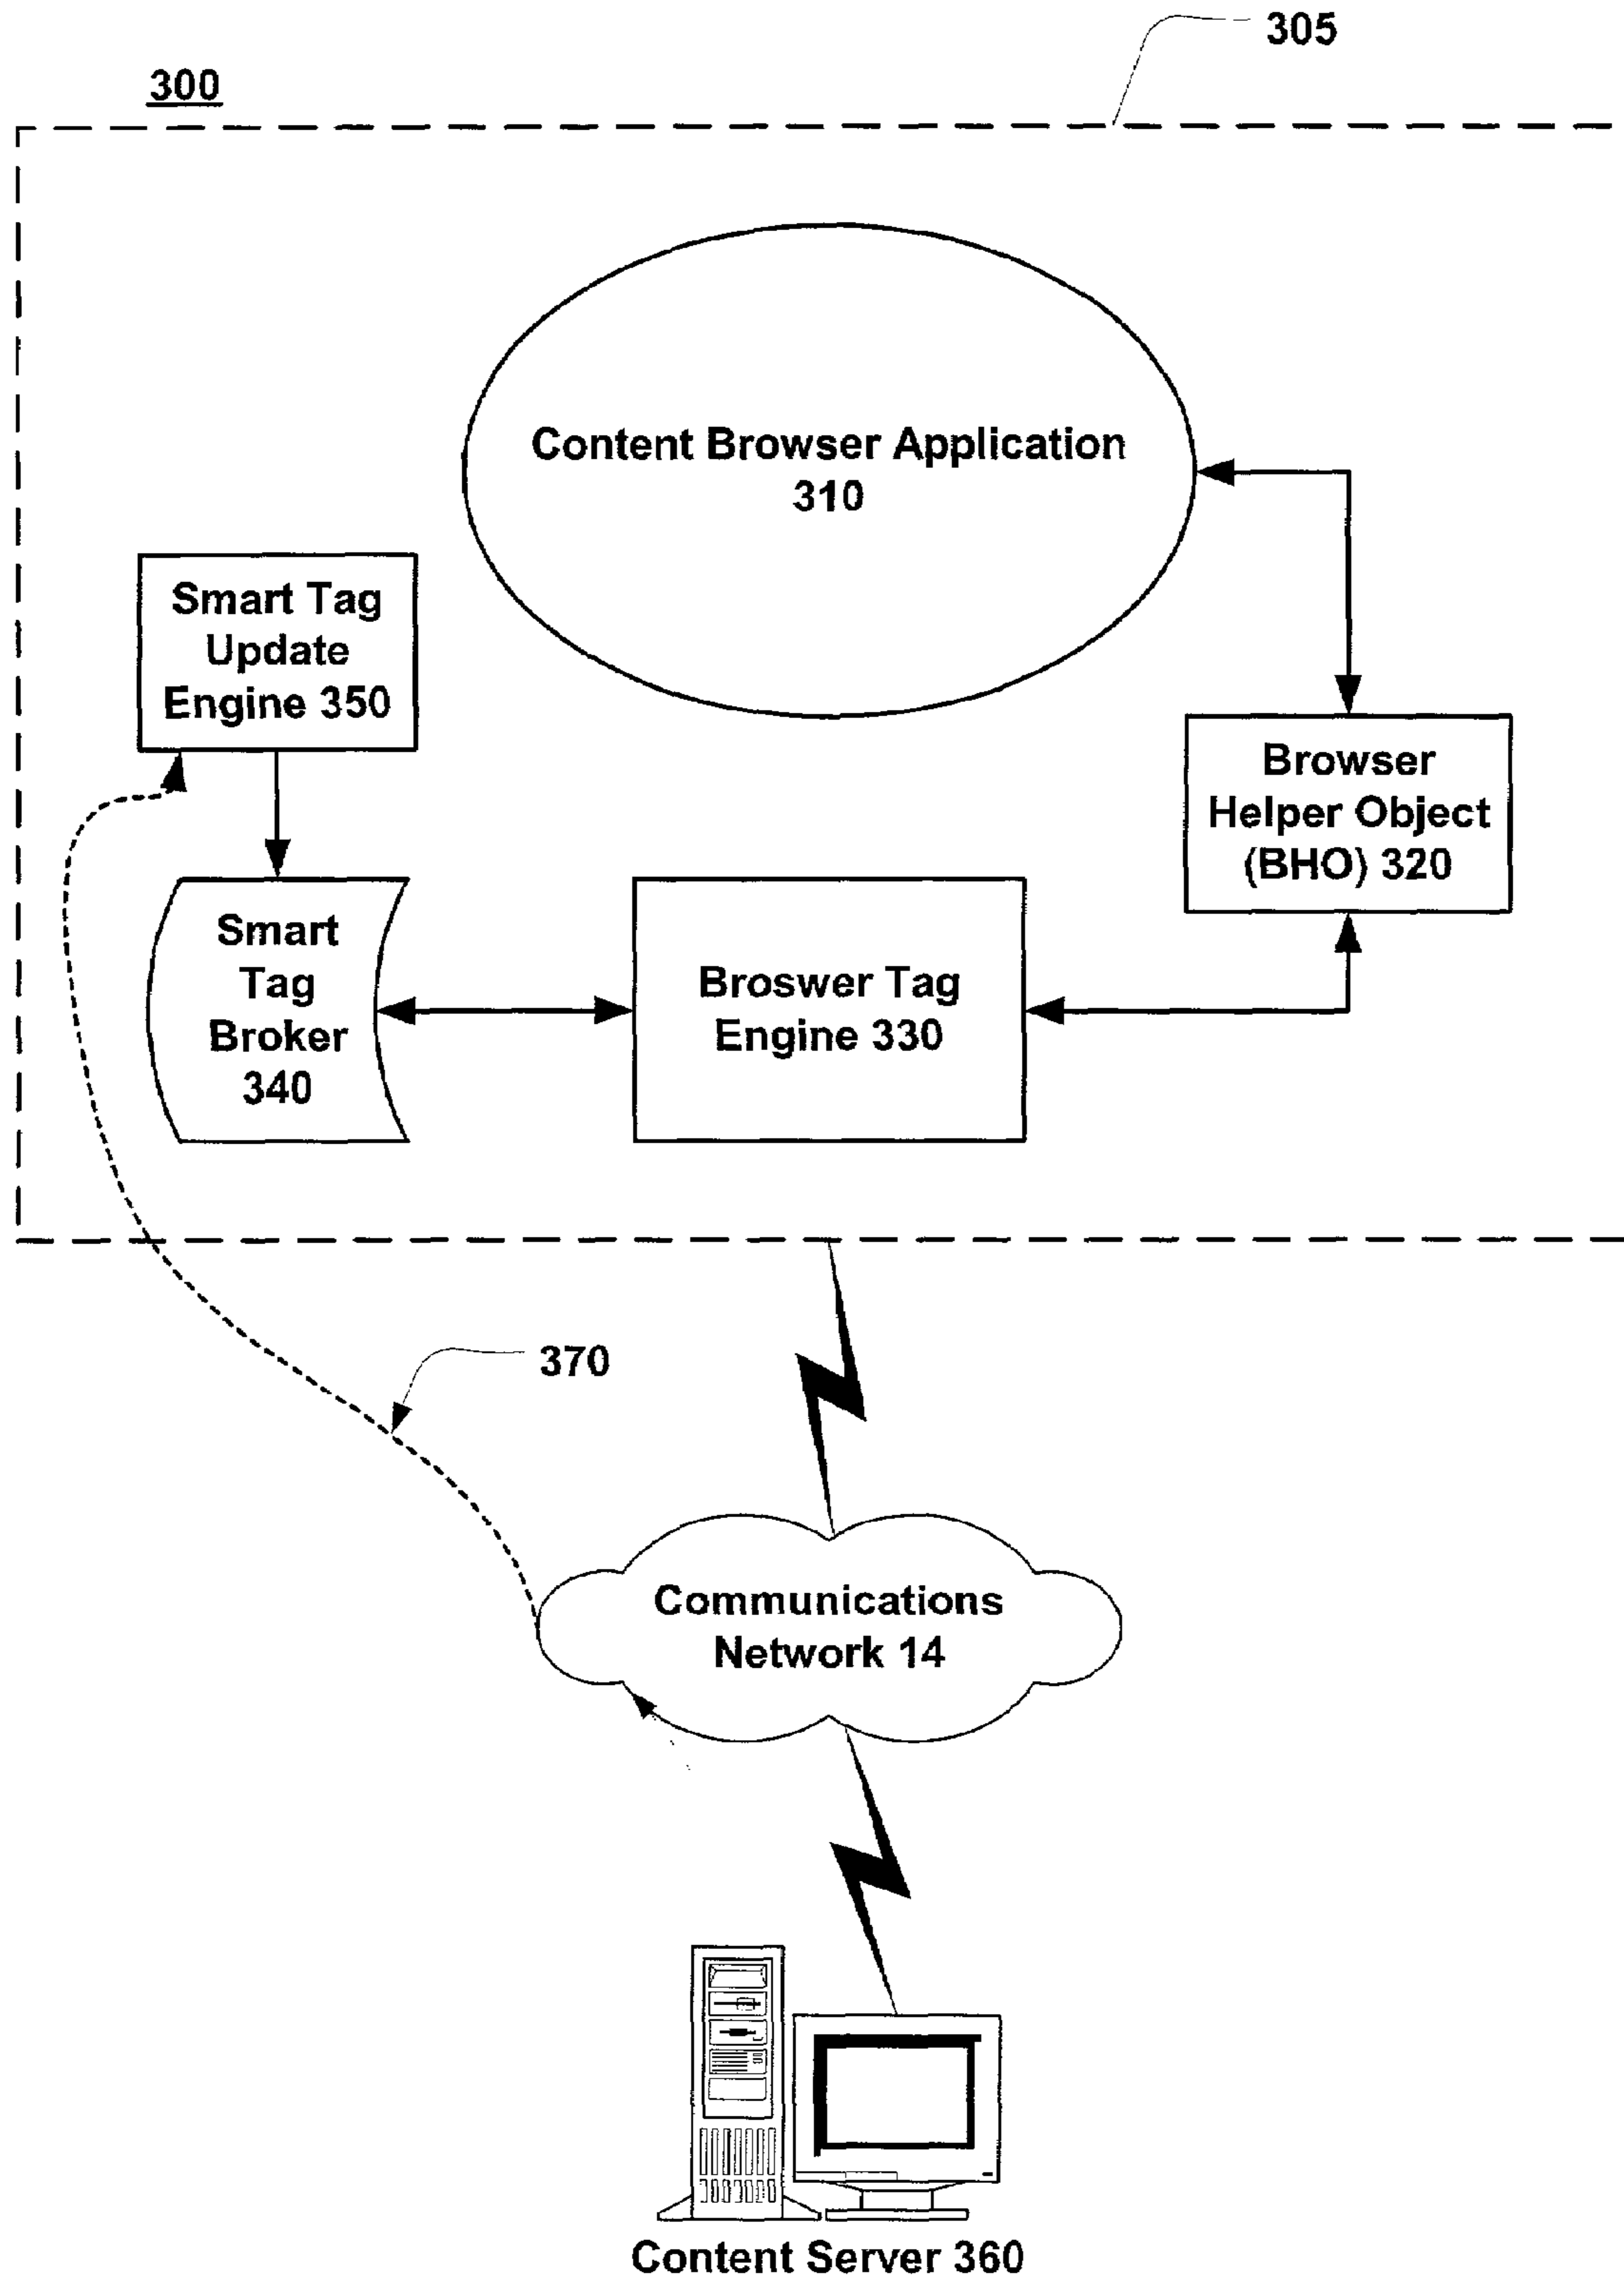 305
300
Content Browser Application
310
Smart Tag
Update
Engine 350
Browser
Helper Object
(BHO) 320
Smart
Tag
Broker
340
Broswer Tag
Engine 330
370
Communications
Network 14
Content Server 360